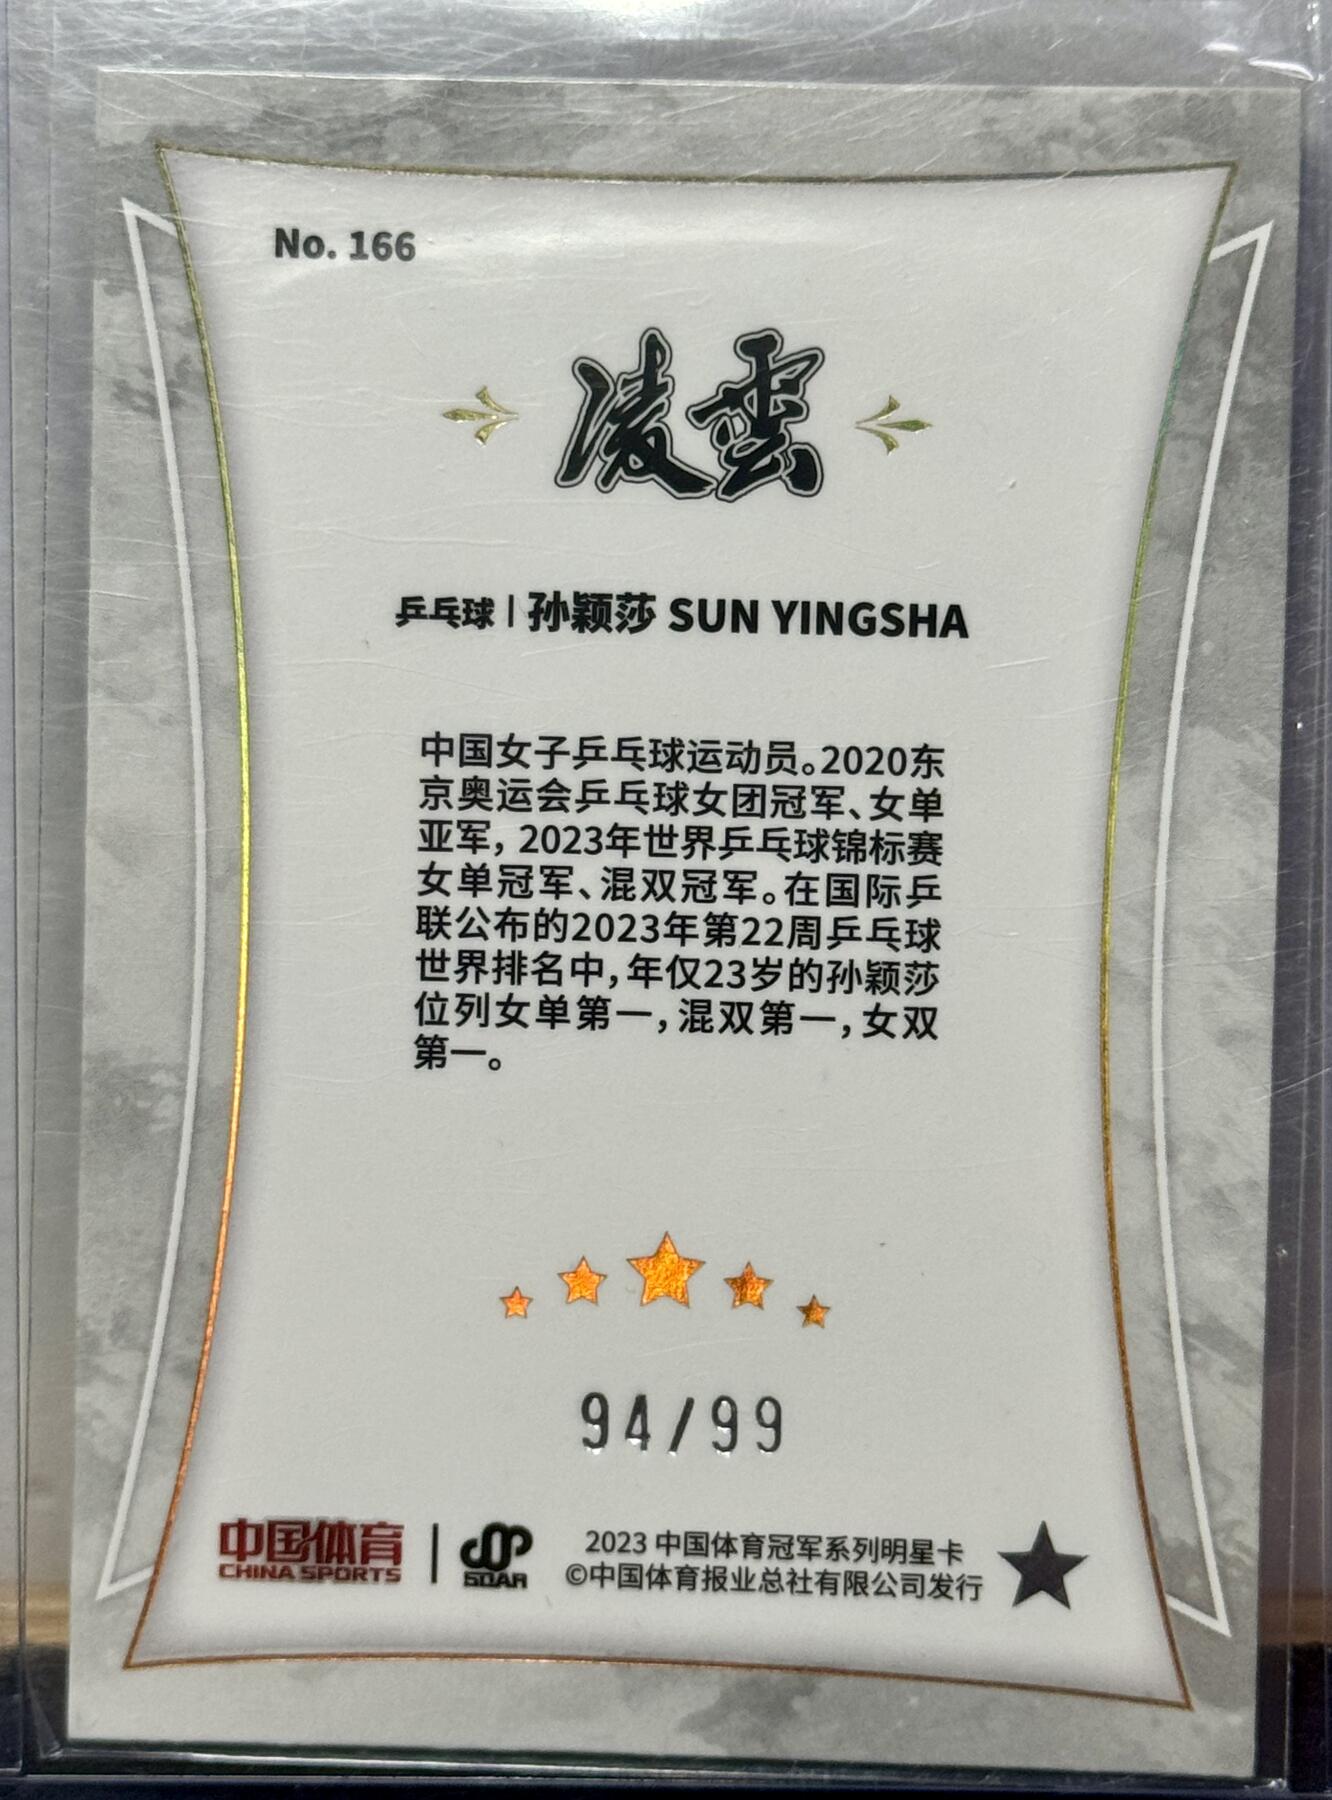 No. 166
凌雲
乒乓球 | 孙颖莎 SUN YINGSHA
中国女子乒乓球运动员。2020东
京奥运会乒乓球女团冠军、女单
亚军，2023年世界乒乓球锦标赛
女单冠军、混双冠军。在国际乒
联公布的2023年第22周乒乓球
世界排名中，年仅23岁的孙颖莎
位列女单第一，混双第一，女双
第一。
94/99
中国体育
CHINA SPORTS
SOAR
2023 中国体育冠军系列明星卡
©中国体育报业总社有限公司发行